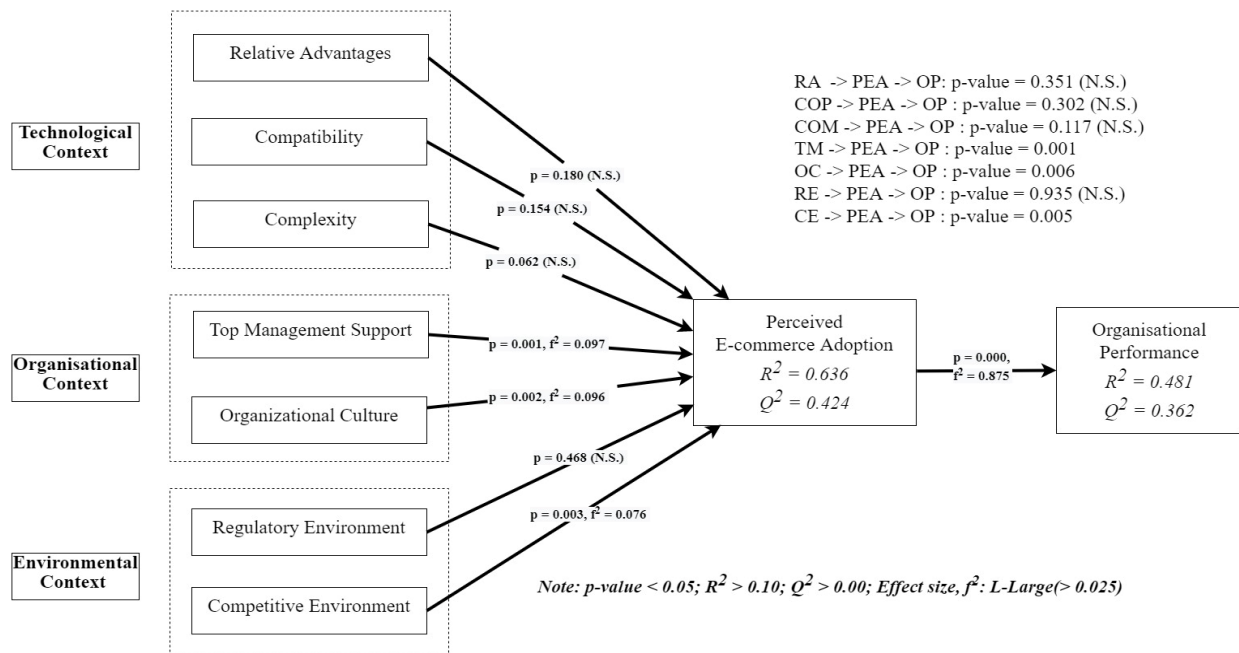 Technological
Context
Relative Advantages
Compatibility
Complexity
p = 0.180 (N.S.)
p = 0.154 (N.S.)
p = 0.062 (N.S.)
RA -> PEA -> OP: p-value = 0.351 (N.S.)
COP -> PEA -> OP : p-value = 0.302 (N.S.)
COM -> PEA -> OP : p-value = 0.117 (N.S.)
TM -> PEA -> OP : p-value = 0.001
OC -> PEA -> OP : p-value = 0.006
RE -> PEA -> OP : p-value = 0.935 (N.S.)
CE -> PEA -> OP : p-value = 0.005
Organisational
Context
Top Management Support
Organizational Culture
p = 0.001, f² = 0.097
p = 0.002, f² = 0.096
Perceived
E-commerce Adoption
R² = 0.636
Q² = 0.424
p = 0.000,
f² = 0.875
Organisational
Performance
R² = 0.481
Q² = 0.362
Environmental
Context
Regulatory Environment
Competitive Environment
p = 0.468 (N.S.)
p = 0.003, f² = 0.076
Note: p-value < 0.05; R² > 0.10; Q² > 0.00; Effect size, f²: L-Large(> 0.025)